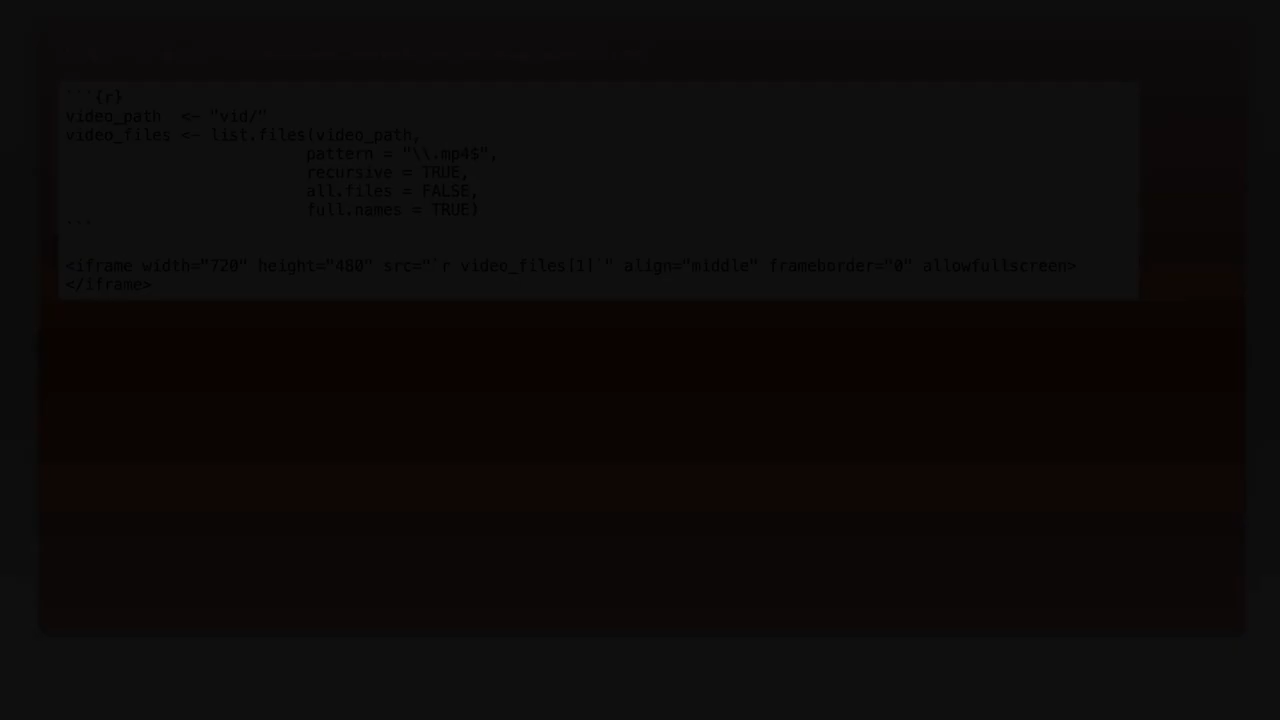 ```{r}
video_path  <- "vid/"
video_files <- list.files(video_path,
                         pattern = "\\.mp4$",
                         recursive = TRUE,
                         all.files = FALSE,
                         full.names = TRUE)
```
<iframe width="720" height="480" src="`r video_files[1]`" align="middle" frameborder="0" allowfullscreen>
</iframe>